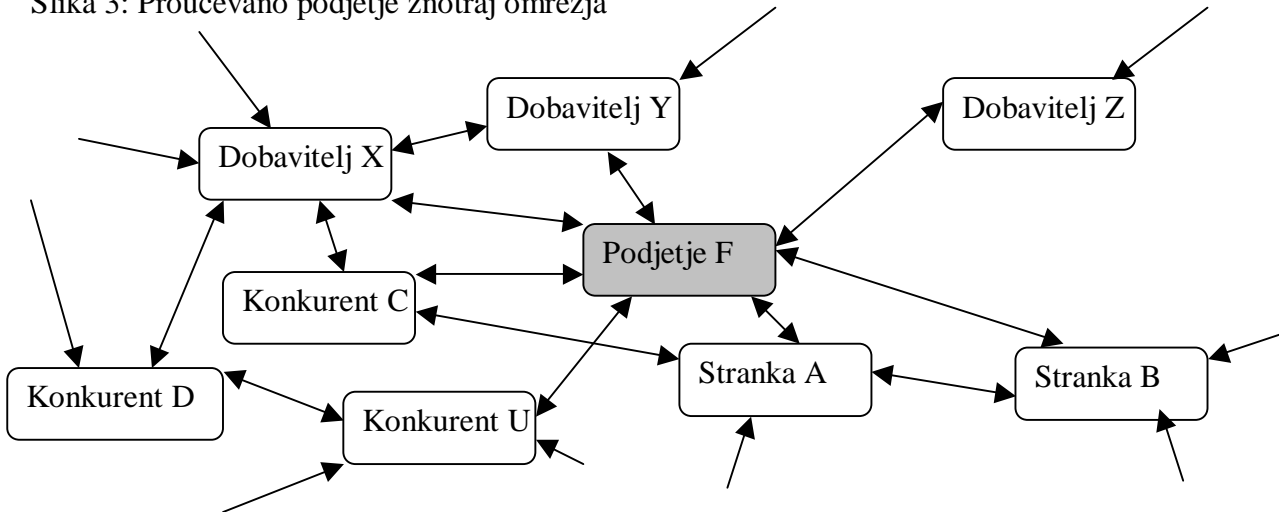 Slika 3: Proučevano podjetje znotraj omrežja
Dobavitelj Y
Dobavitelj Z
Dobavitelj X
Podjetje F
Konkurent C
Stranka A
Stranka B
Konkurent D
Konkurent U